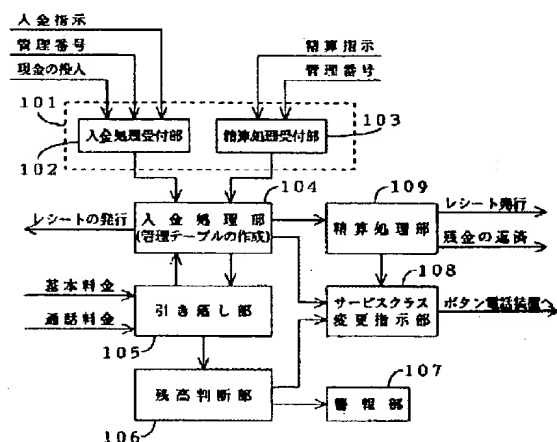 入金指示
管理番号
現金の投入
精算指示
管理番号
101
入金処理受付部
精算処理受付部
103
102
104
109
レシートの発行
入金処理部
(管理テーブルの作成)
精算処理部
レシート発行
残金の返済
108
基本料金
通話料金
引き落し部
サービスクラス
変更指示部
ボタン電話装置へ
105
107
残高判断部
警報部
106